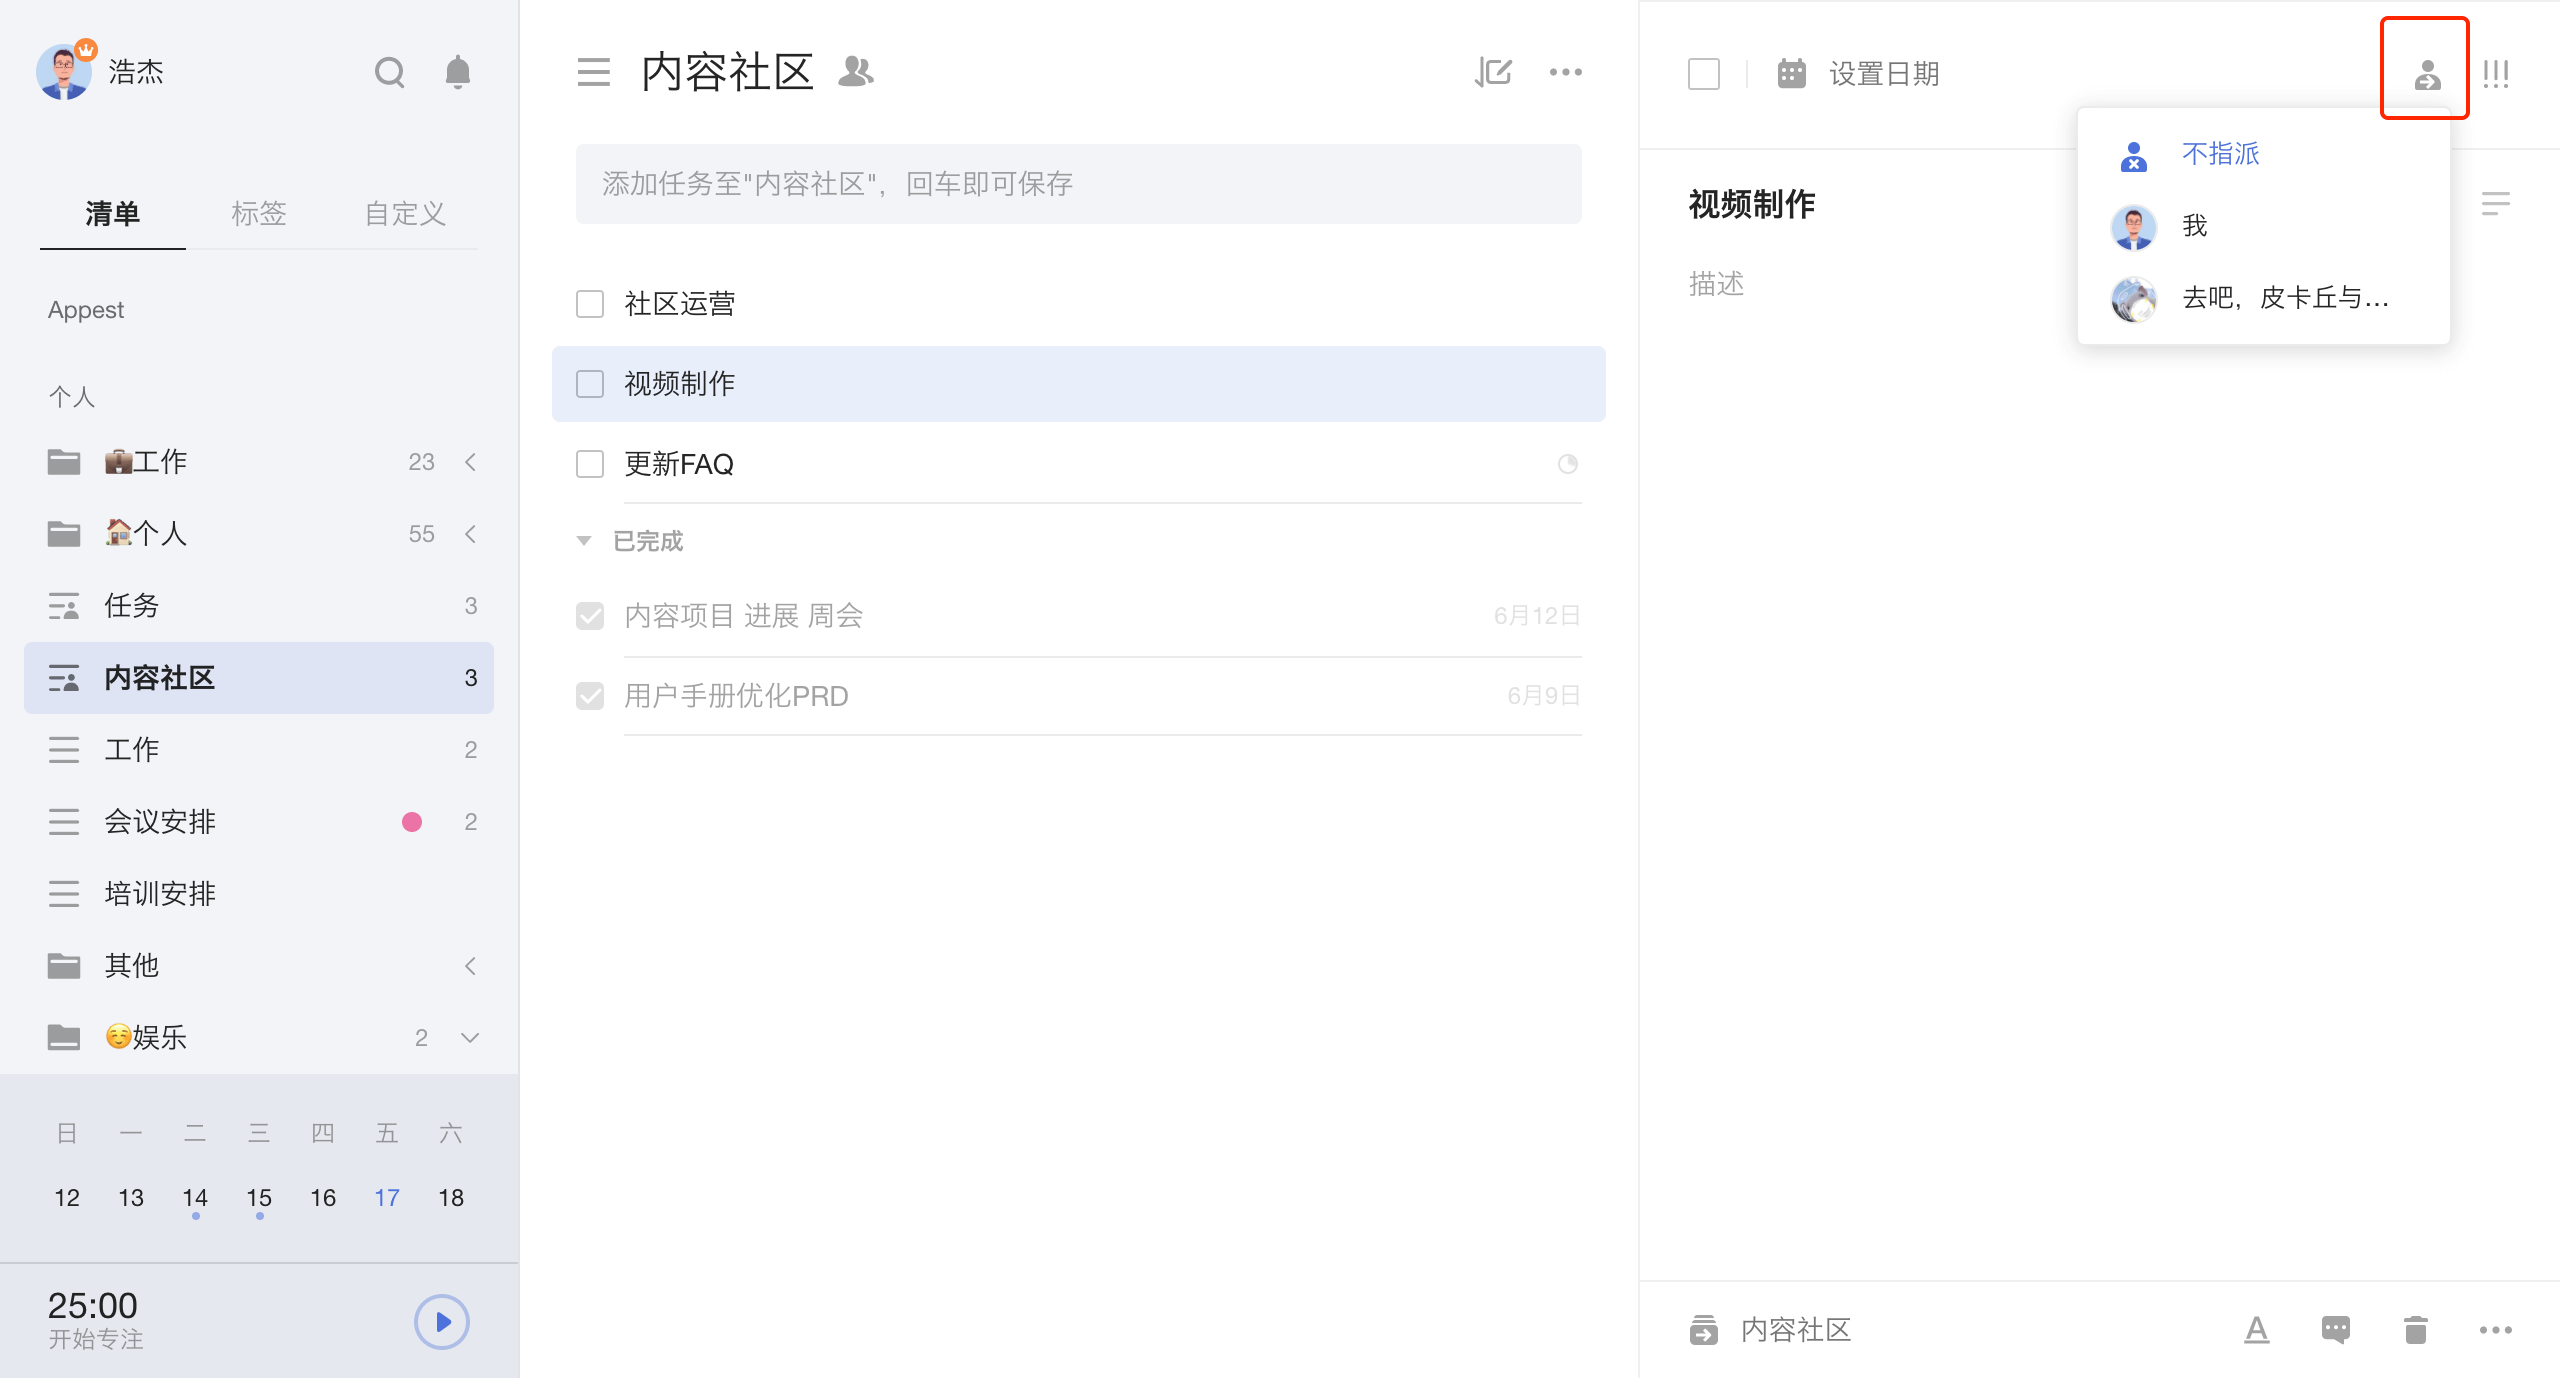 浩杰
清单 标签 自定义
Appest
个人
工作 23
个人 55
任务 3
内容社区 3
工作 2
会议安排 2
培训安排
其他
娱乐 2
日 一 二 三 四 五 六
12 13 14 15 16 17 18
25:00
开始专注
内容社区
添加任务至"内容社区"，回车即可保存
社区运营
视频制作
更新FAQ
已完成
内容项目 进展 周会 6月12日
用户手册优化PRD 6月9日
设置日期
不指派
我
去吧，皮卡丘与...
视频制作
描述
内容社区